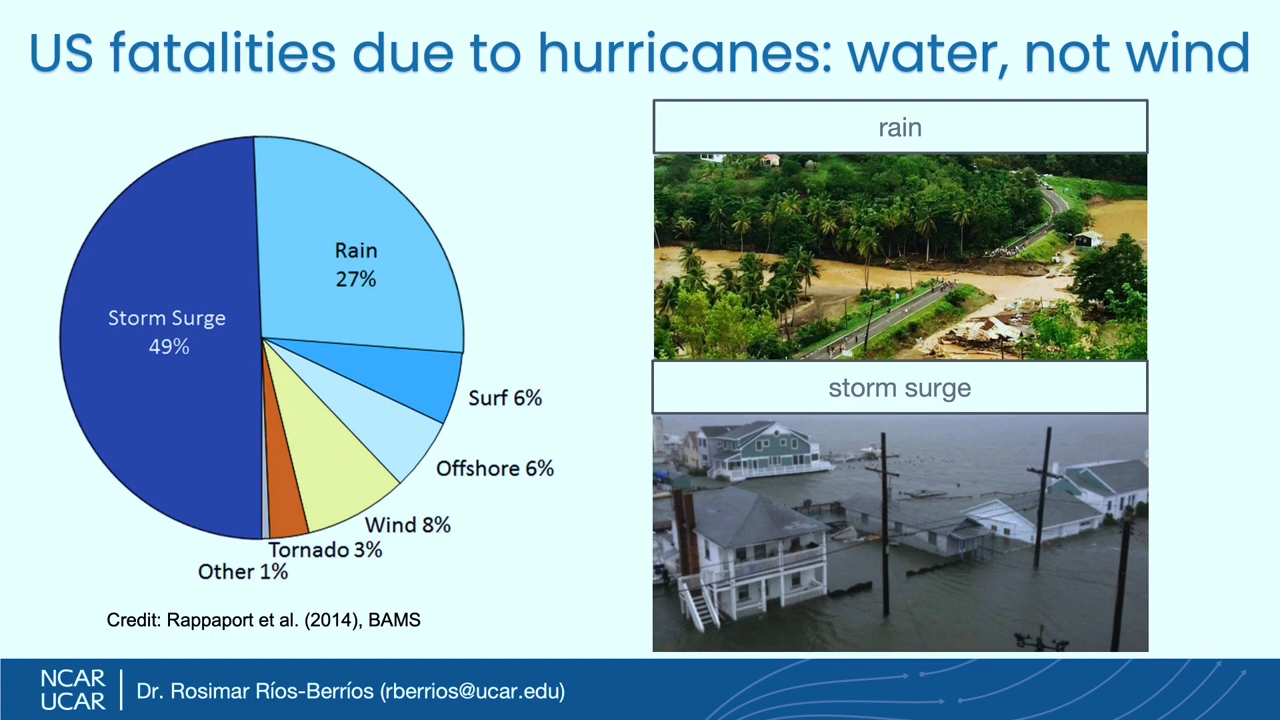 US fatalities due to hurricanes: water, not wind
Rain
27%
Storm Surge
49%
Surf 6%
Offshore 6%
Wind 8%
Tornado 3%
Other 1%
Credit: Rappaport et al. (2014), BAMS
rain
storm surge
NCAR
UCAR
Dr. Rosimar Ríos-Berríos (rberrios@ucar.edu)